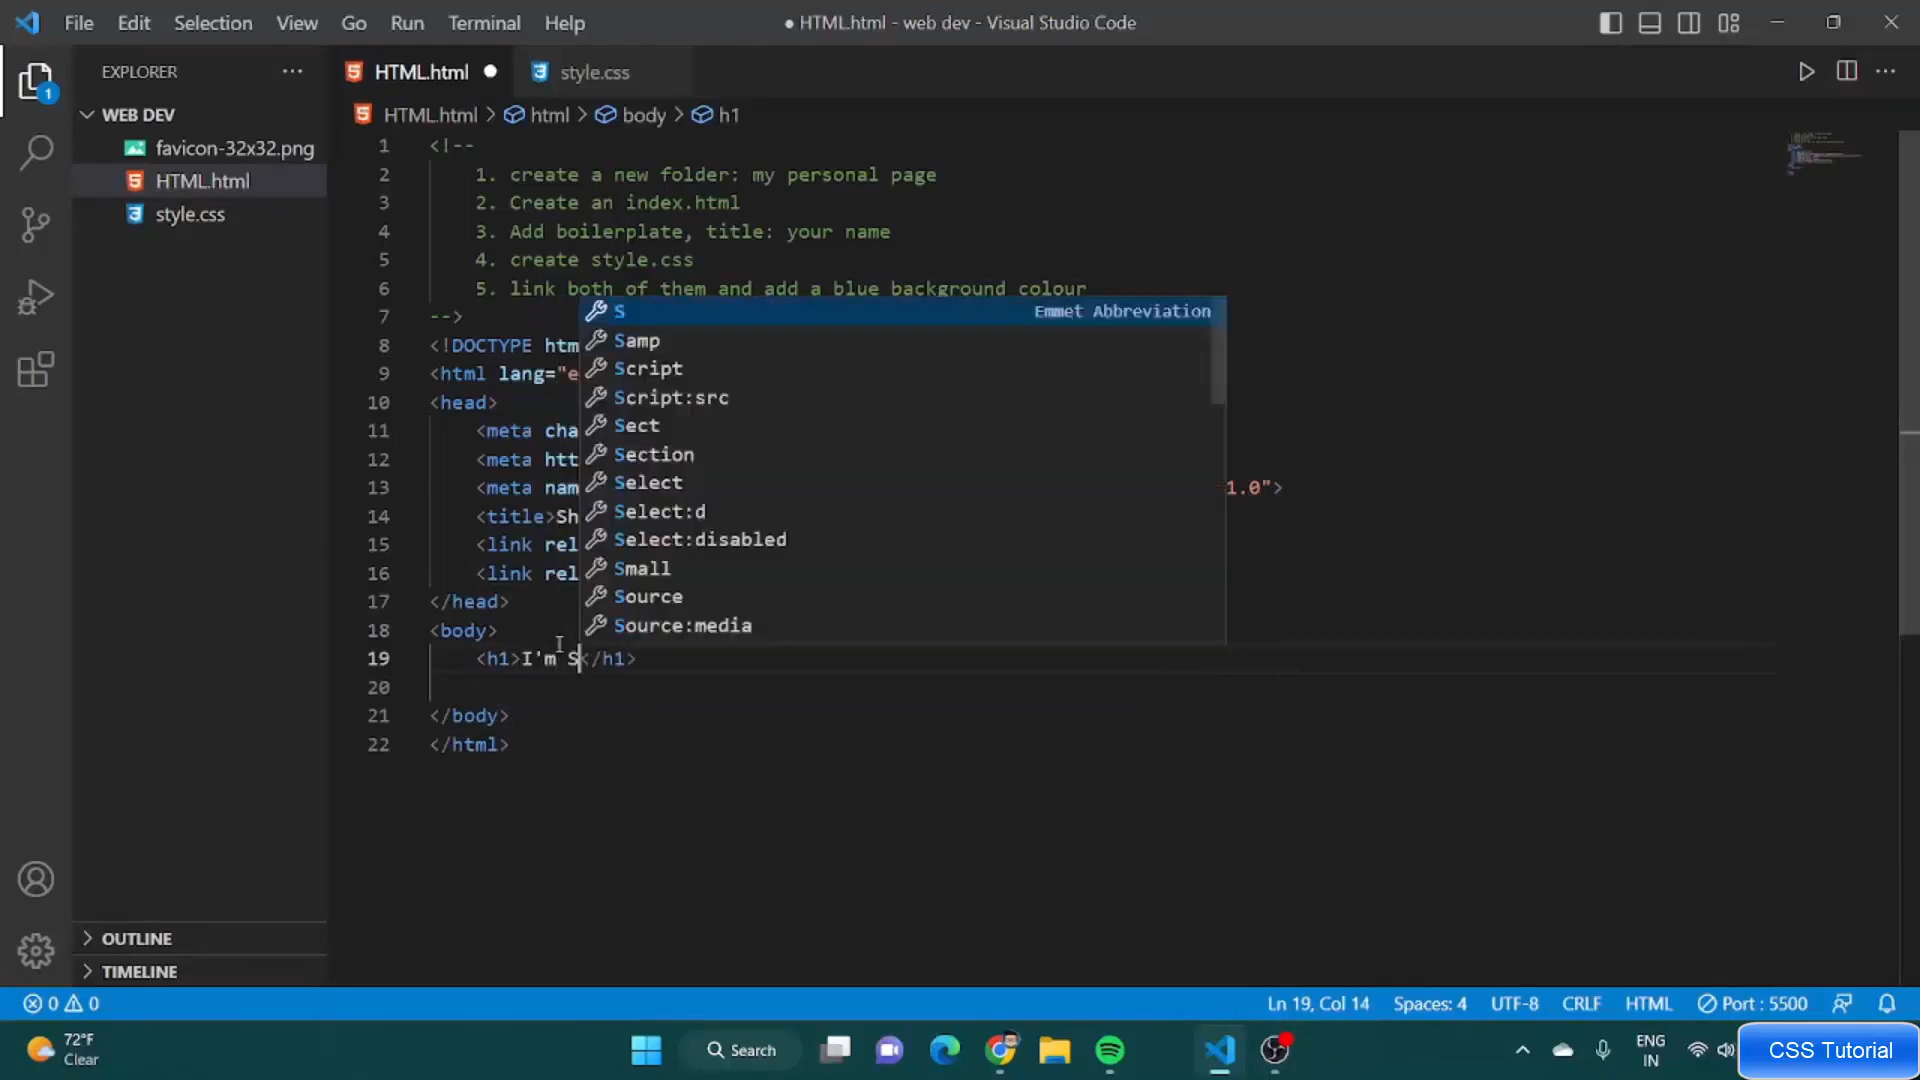 File Edit Selection View Go Run Terminal Help
● HTML.html - web dev - Visual Studio Code
EXPLORER
HTML.html
style.css
WEB DEV
favicon-32x32.png
HTML.html
style.css
OUTLINE
TIMELINE
1
HTML.html > html > body > h1
1 <!--
2 1. create a new folder: my personal page
3 2. Create an index.html
4 3. Add boilerplate, title: your name
5 4. create style.css
6 5. link both of them and add a blue background colour
7 -->
8 <!DOCTYPE htm
9 <html lang="e
10 <head>
11 <meta cha
12 <meta htt
13 <meta nam 1.0">
14 <title>Sh
15 <link rel
16 <link rel
17 </head>
18 <body>
19 <h1>I'm S</h1>
20
21 </body>
22 </html>
S Emmet Abbreviation
Samp
Script
Script:src
Sect
Section
Select
Select:d
Select:disabled
Small
Source
Source:media
0 0
Ln 19, Col 14 Spaces: 4 UTF-8 CRLF HTML Port : 5500
72°F
Clear
Search
ENG
IN
CSS Tutorial